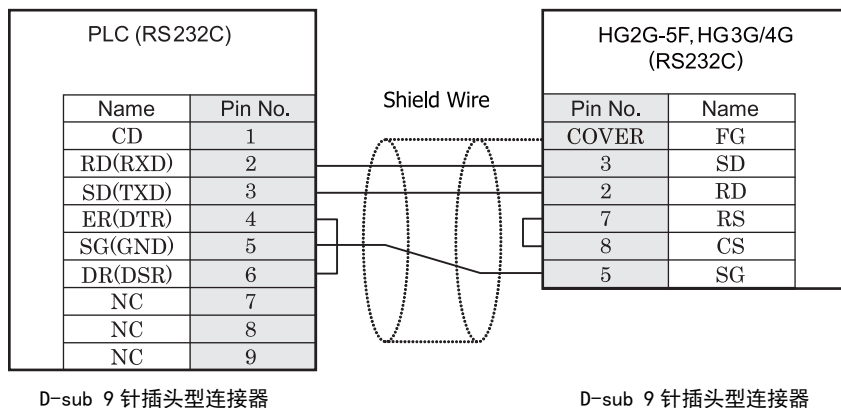 PLC (RS232C)
Name Pin No.
CD 1
RD(RXD) 2
SD(TXD) 3
ER(DTR) 4
SG(GND) 5
DR(DSR) 6
NC 7
NC 8
NC 9
D-sub 9 针插头型连接器
Shield Wire
HG2G-5F, HG3G/4G
(RS232C)
Pin No. Name
COVER FG
3 SD
2 RD
7 RS
8 CS
5 SG
D-sub 9 针插头型连接器